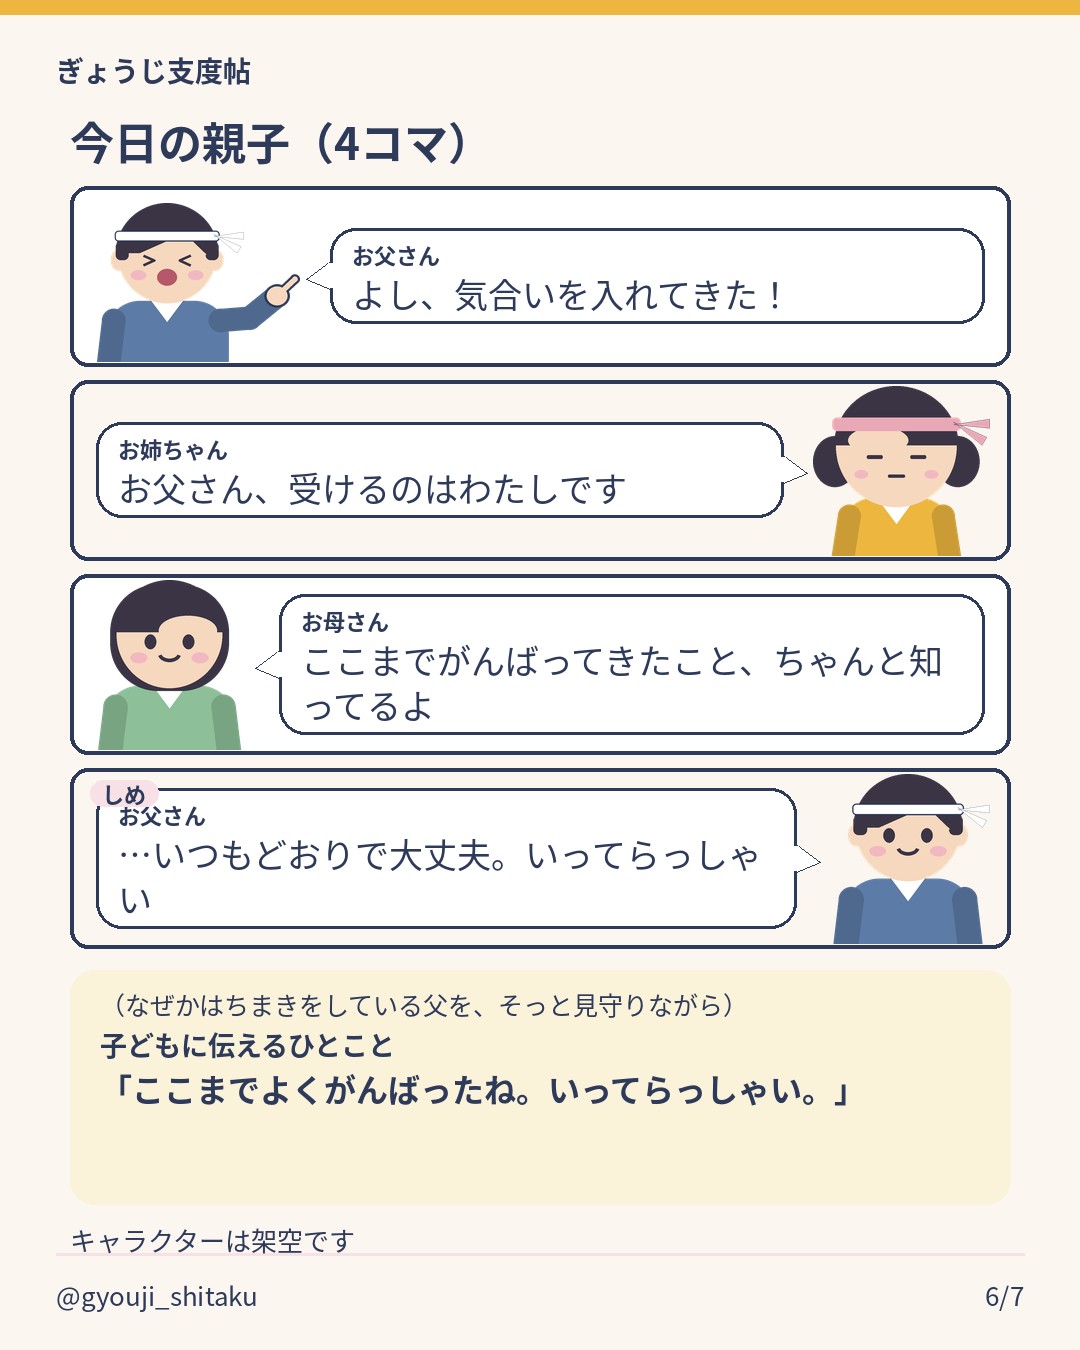 ぎょうじ支度帖
今日の親子（4コマ）
お父さん
よし、気合いを入れてきた！
お姉ちゃん
お父さん、受けるのはわたしです
お母さん
ここまでがんばってきたこと、ちゃんと知
ってるよ
しめ
お父さん
…いつもどおりで大丈夫。いってらっしゃ
い
（なぜかはちまきをしている父を、そっと見守りながら）
子どもに伝えるひとこと
「ここまでよくがんばったね。いってらっしゃい。」
キャラクターは架空です
@gyouji_shitaku
6/7